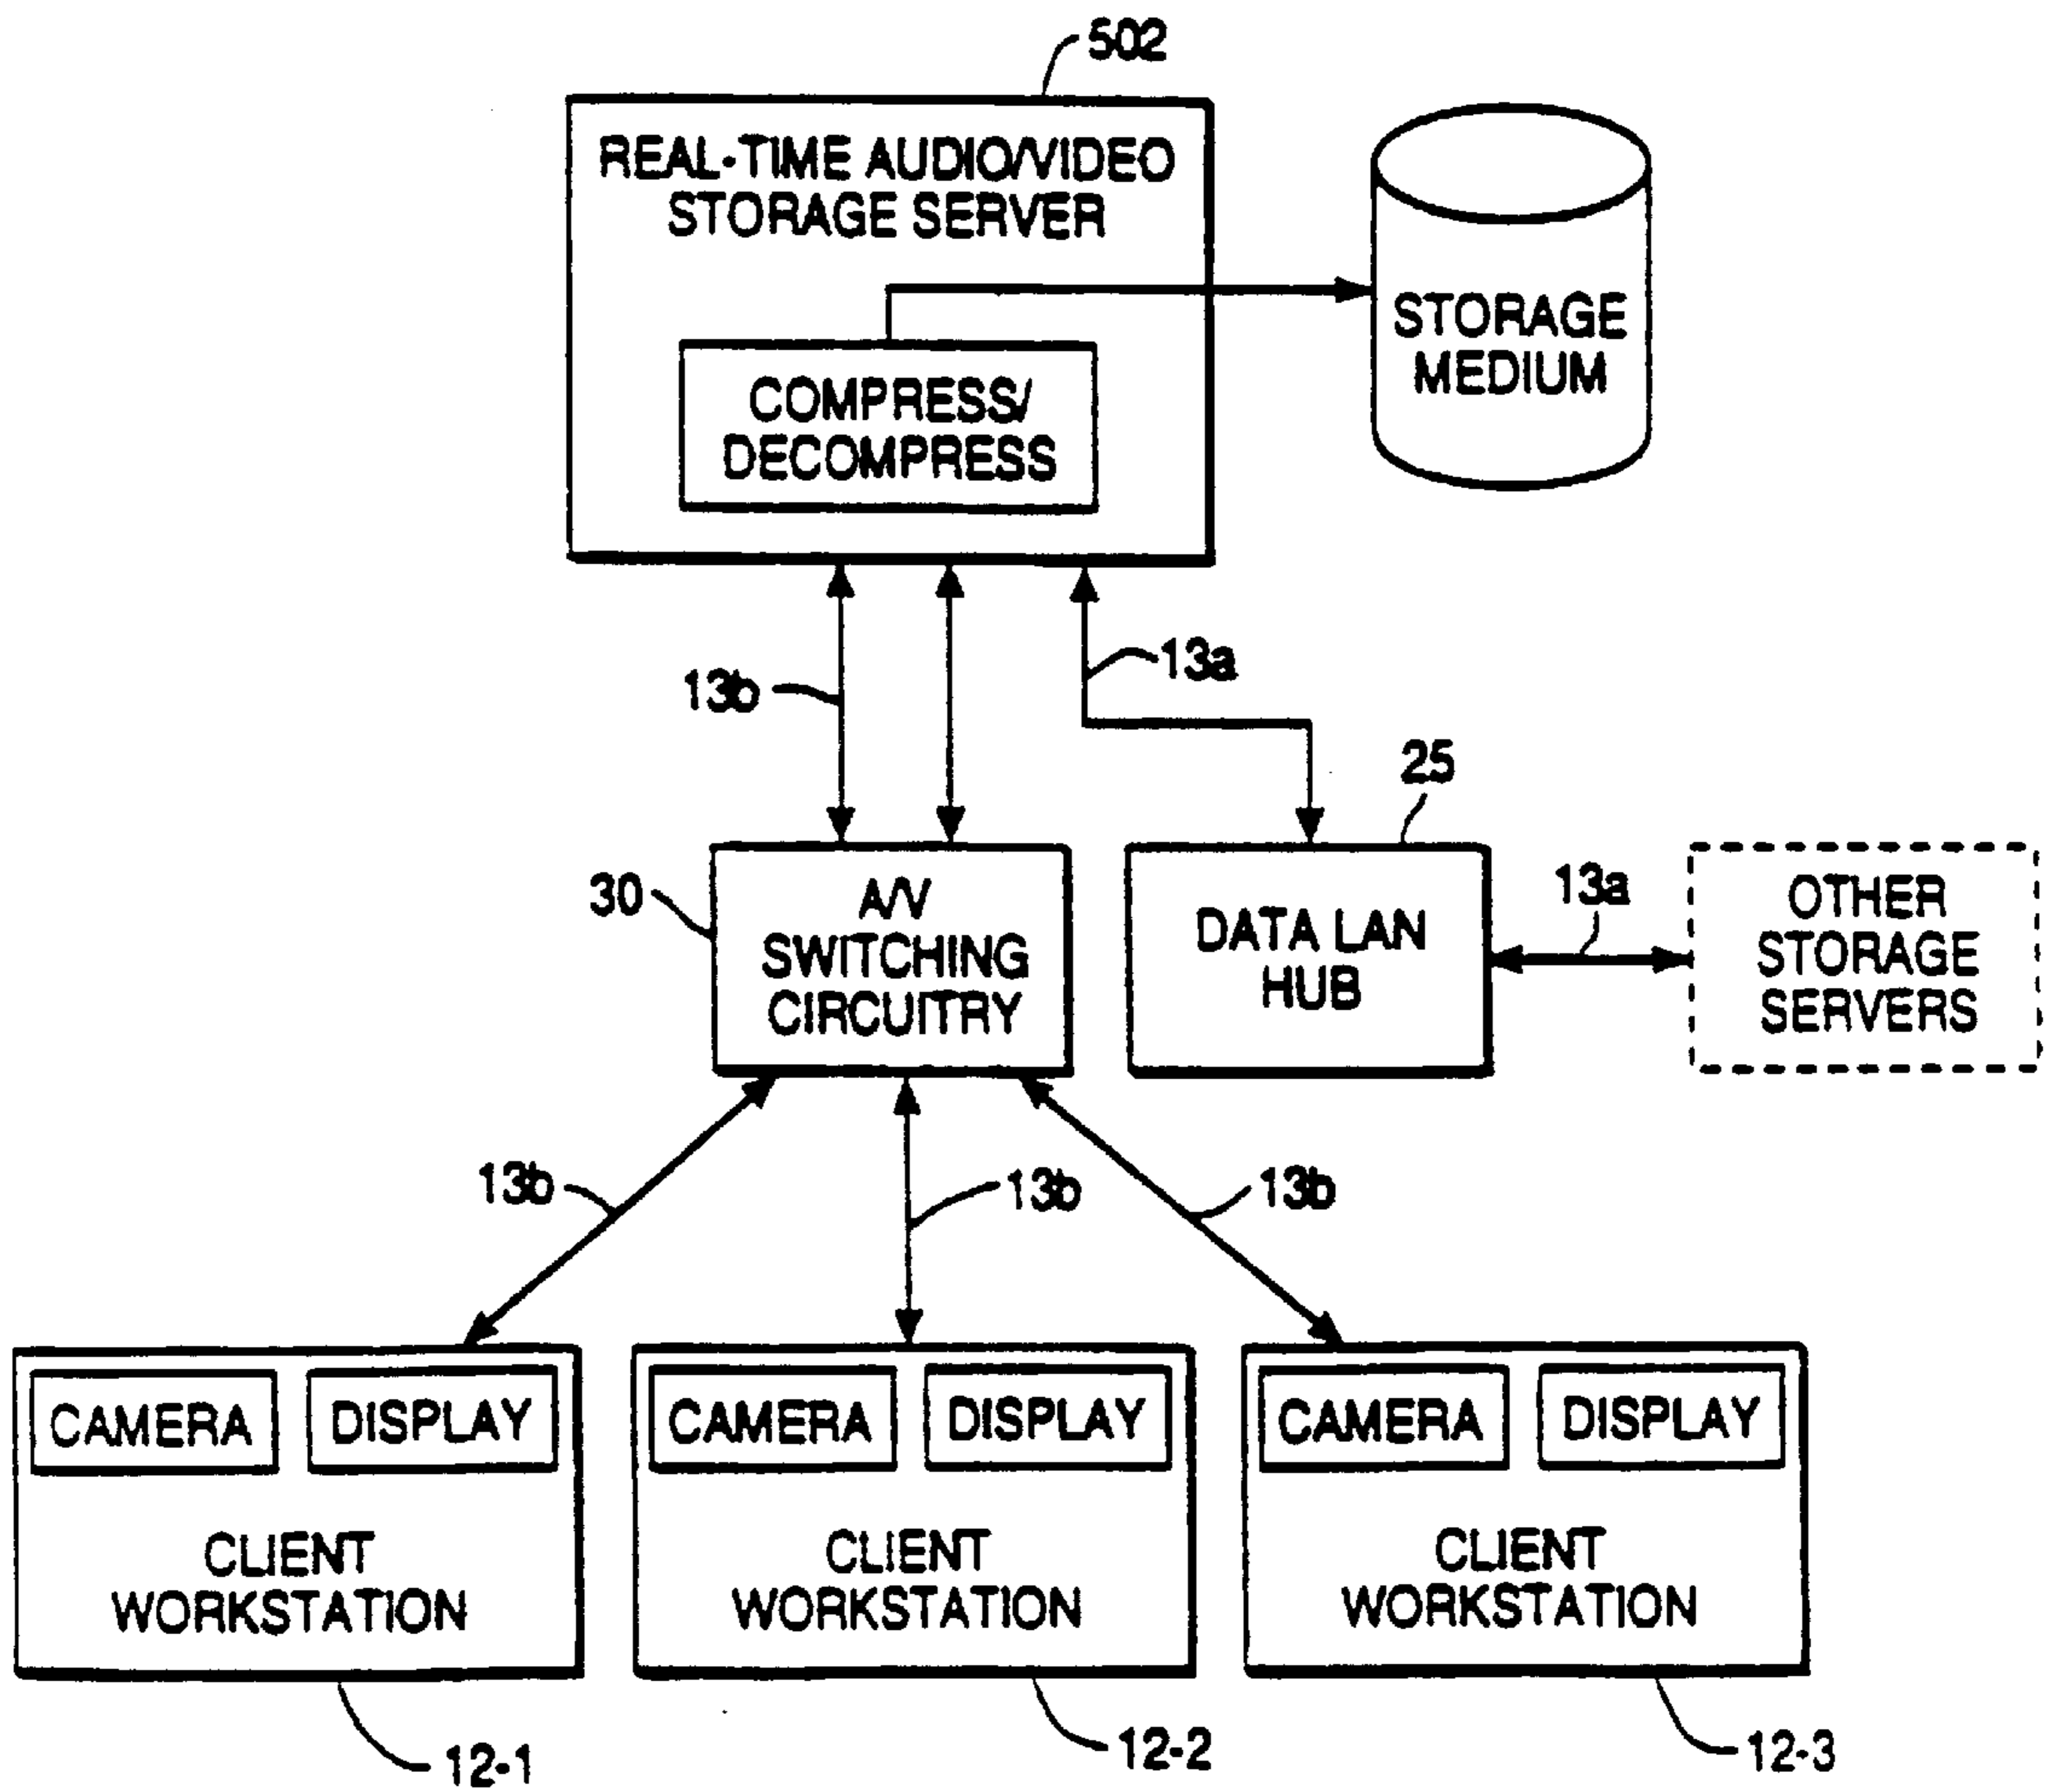 502
REAL-TIME AUDIO/VIDEO
STORAGE SERVER
STORAGE
MEDIUM
COMPRESS/
DECOMPRESS
13b
13a
25
30
A/V
SWITCHING
CIRCUITRY
DATA LAN
HUB
13a
OTHER
STORAGE
SERVERS
13b
13b
13b
CAMERA
DISPLAY
CLIENT
WORKSTATION
CAMERA
DISPLAY
CLIENT
WORKSTATION
CAMERA
DISPLAY
CLIENT
WORKSTATION
12-1
12-2
12-3